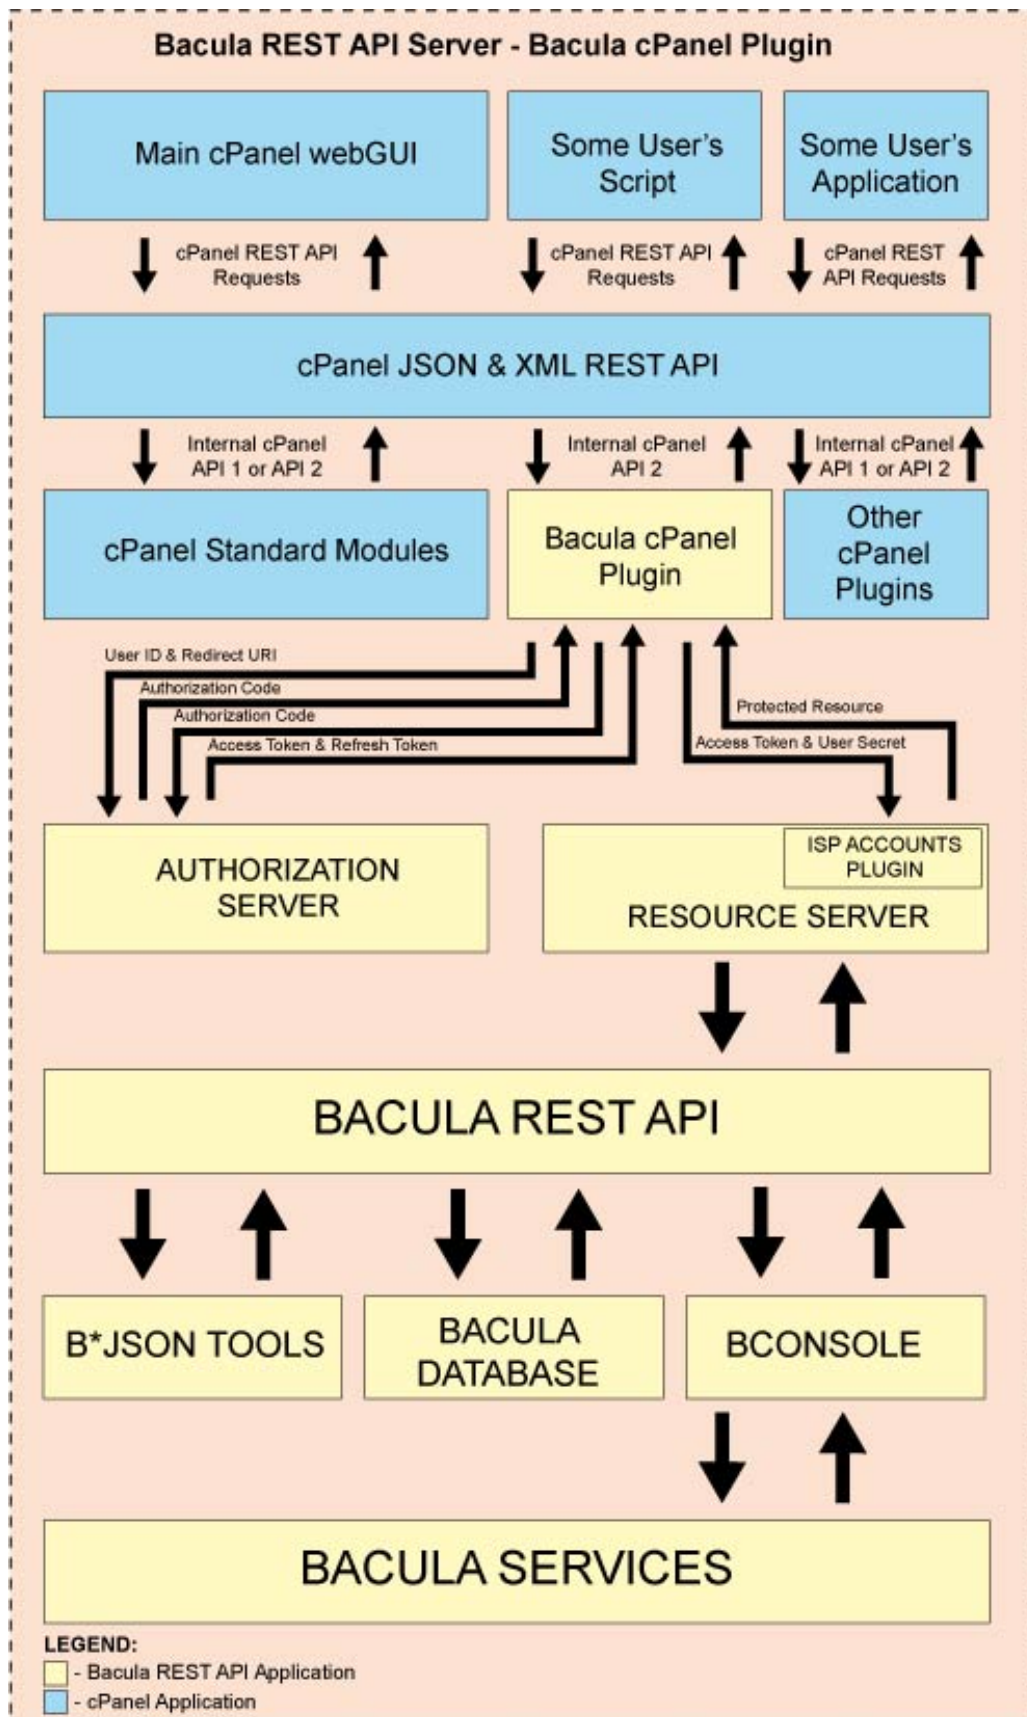 Bacula REST API Server - Bacula cPanel Plugin
Main cPanel webGUI
Some User's
Script
Some User's
Application
cPanel REST API
Requests
cPanel REST API
Requests
cPanel REST
API Requests
cPanel JSON & XML REST API
Internal cPanel
API 1 or API 2
Internal cPanel
API 2
Internal cPanel
API 1 or API 2
cPanel Standard Modules
Bacula cPanel
Plugin
Other
cPanel
Plugins
User ID & Redirect URI
Authorization Code
Authorization Code
Access Token & Refresh Token
Protected Resource
Access Token & User Secret
AUTHORIZATION
SERVER
ISP ACCOUNTS
PLUGIN
RESOURCE SERVER
BACULA REST API
B*JSON TOOLS
BACULA
DATABASE
BCONSOLE
BACULA SERVICES
LEGEND:
- Bacula REST API Application
- cPanel Application